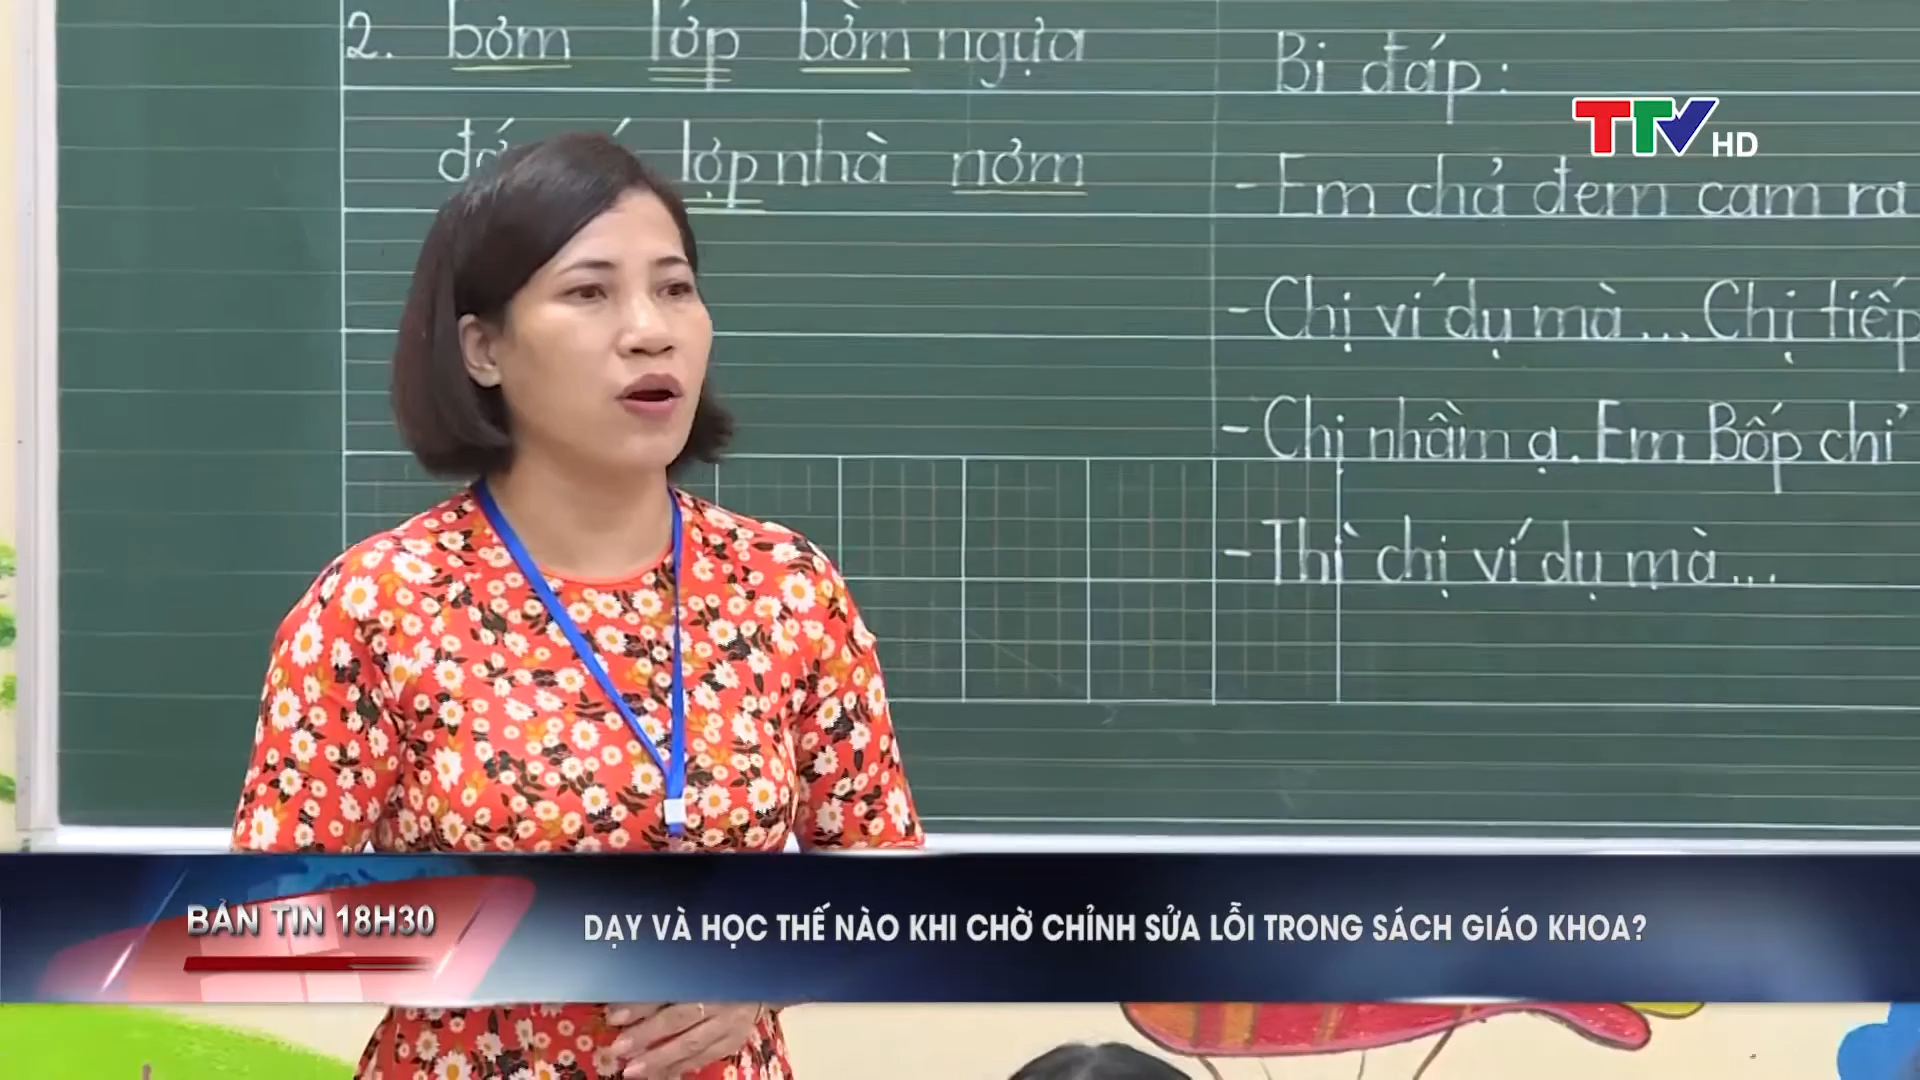 2. bơm lớp bờm ngựa
lợp nhà nơm
Bi đáp:
- Em chả đem cam ra
- Chị ví dụ mà... Chị tiếp
- Chị nhầm ạ. Em Bốp chỉ
- Thì chị ví dụ mà...
TTV HD
BẢN TIN 18H30
DẠY VÀ HỌC THẾ NÀO KHI CHỜ CHỈNH SỬA LỖI TRONG SÁCH GIÁO KHOA?